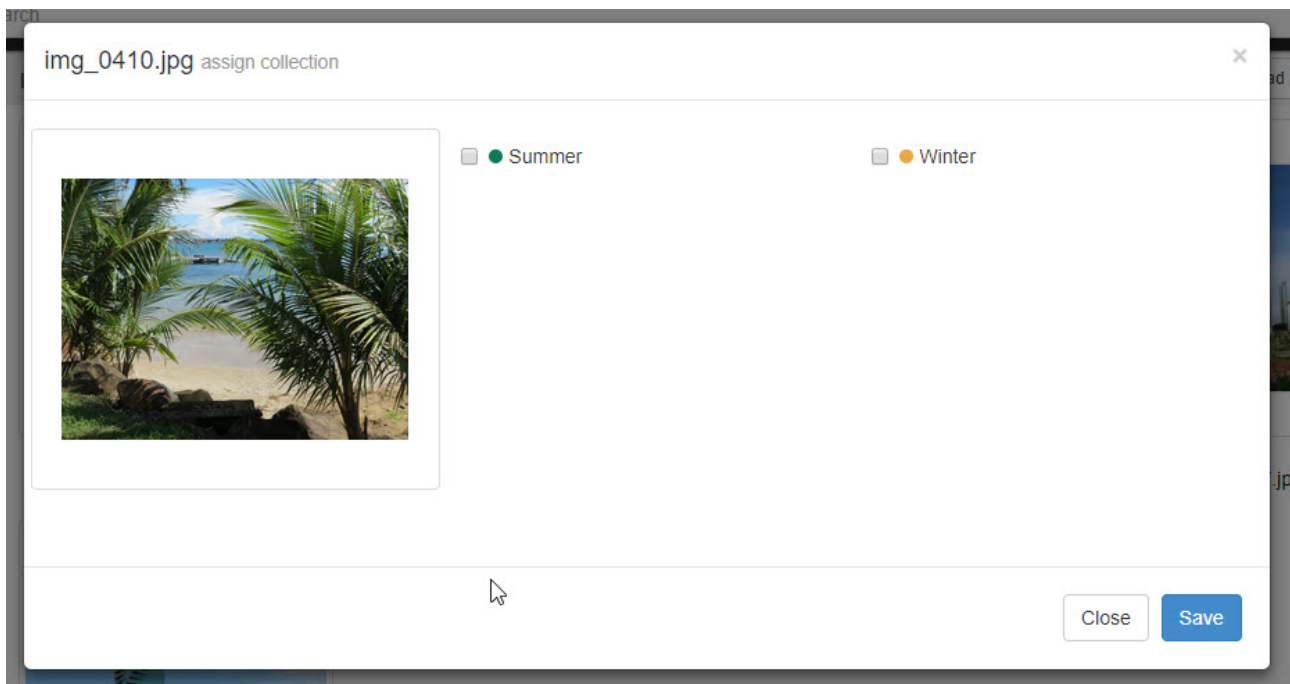 img_0410.jpg assign collection ×
Summer
Winter
Close
Save